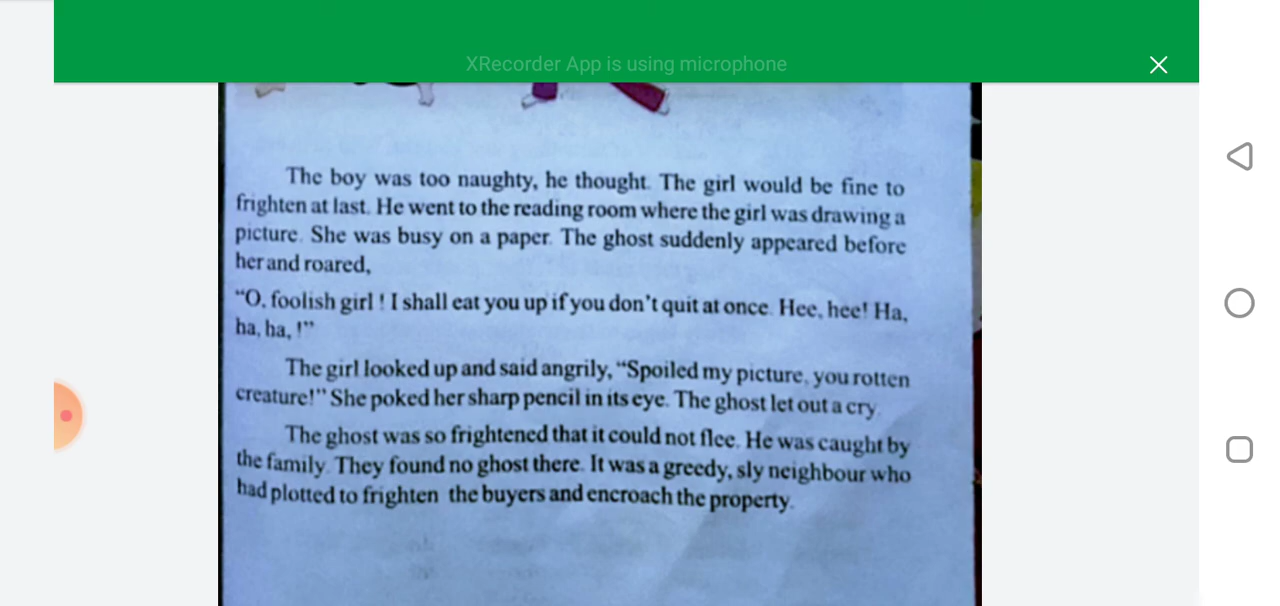 XRecorder App is using microphone
The boy was too naughty, he thought. The girl would be fine to
frighten at last. He went to the reading room where the girl was drawing a
picture. She was busy on a paper. The ghost suddenly appeared before
her and roared,
“O, foolish girl ! I shall eat you up if you don’t quit at once. Hee, hee! Ha,
ha, ha, !”
The girl looked up and said angrily, “Spoiled my picture, you rotten
creature!” She poked her sharp pencil in its eye. The ghost let out a cry.
The ghost was so frightened that it could not flee. He was caught by
the family. They found no ghost there. It was a greedy, sly neighbour who
had plotted to frighten the buyers and encroach the property.